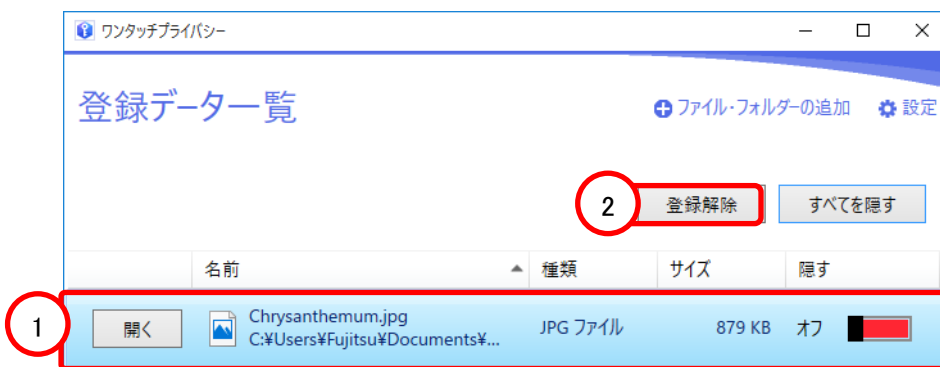 ワンタッチプライバシー
登録データ一覧
ファイル・フォルダーの追加 設定
2 登録解除 すべてを隠す
名前 種類 サイズ 隠す
1 開く Chrysanthemum.jpg JPG ファイル 879 KB オフ
C:¥Users¥Fujitsu¥Documents¥...